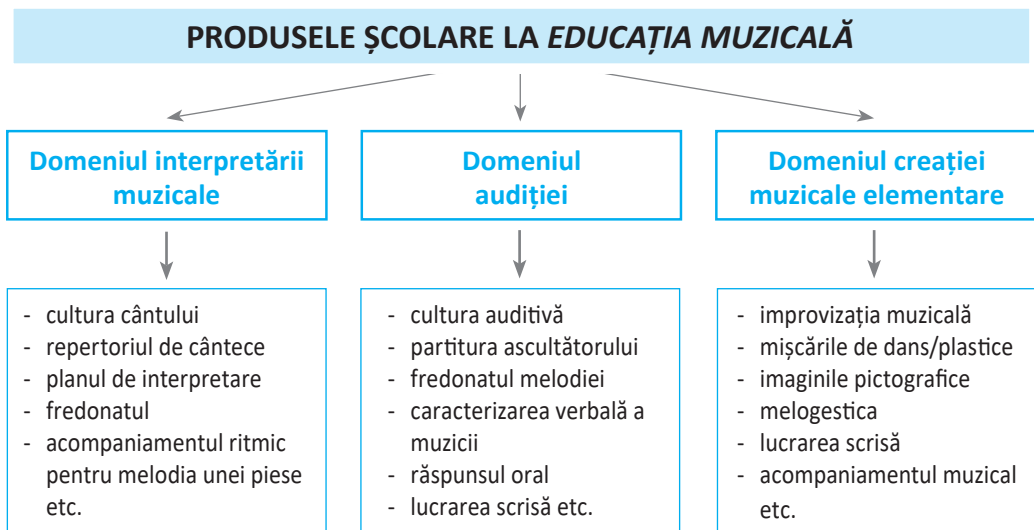 PRODUSELE ȘCOLARE LA EDUCAȚIA MUZICALĂ
Domeniul interpretării
muzicale
- cultura cântului
- repertoriul de cântece
- planul de interpretare
- fredonatul
- acompaniamentul ritmic
pentru melodia unei piese
etc.
Domeniul
audiției
- cultura auditivă
- partitura ascultătorului
- fredonatul melodiei
- caracterizarea verbală a
muzicii
- răspunsul oral
- lucrarea scrisă etc.
Domeniul creației
muzicale elementare
- improvizația muzicală
- mișcările de dans/plastice
- imaginile pictografice
- melogestica
- lucrarea scrisă
- acompaniamentul muzical
etc.